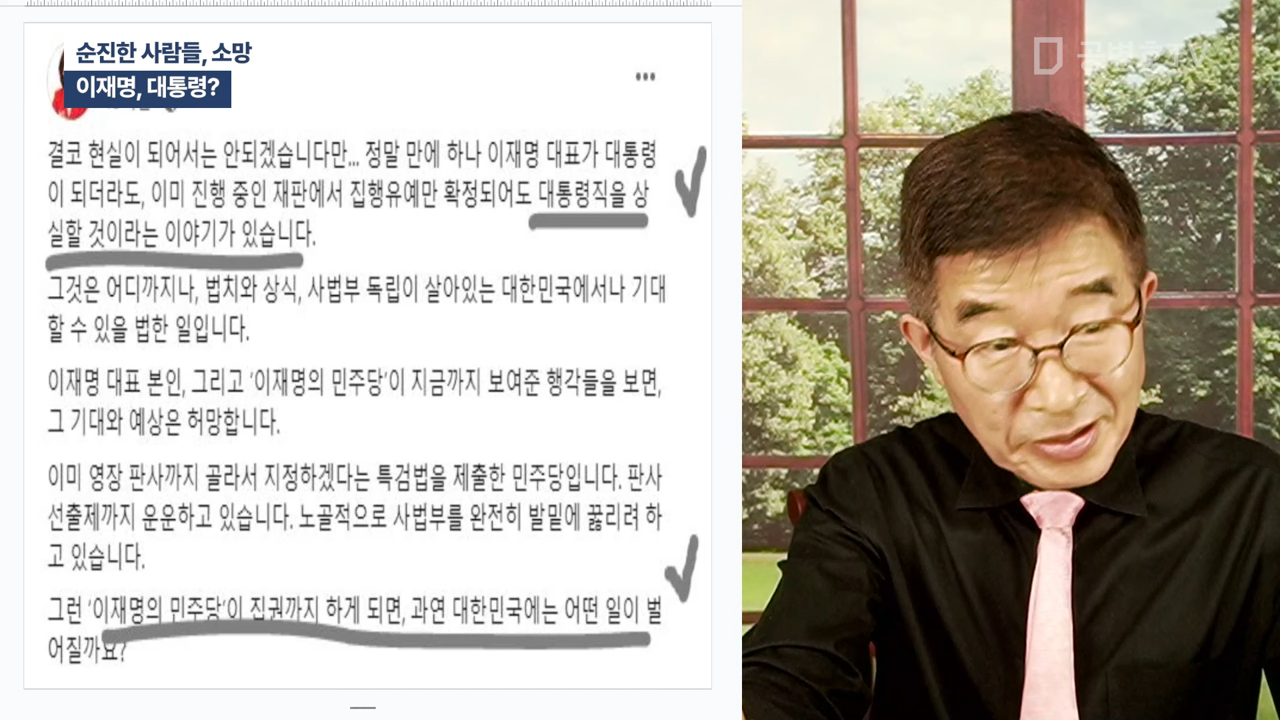 순진한 사람들, 소망
이재명, 대통령?
결코 현실이 되어서는 안되겠습니다만... 정말 만에 하나 이재명 대표가 대통령
이 되더라도, 이미 진행 중인 재판에서 집행유예만 확정되어도 대통령직을 상
실할 것이라는 이야기가 있습니다.
그것은 어디까지나, 법치와 상식, 사법부 독립이 살아있는 대한민국에서나 기대
할 수 있을 법한 일입니다.
이재명 대표 본인, 그리고 '이재명의 민주당'이 지금까지 보여준 행각들을 보면,
그 기대와 예상은 허망합니다.
이미 영장 판사까지 골라서 지정하겠다는 특검법을 제출한 민주당입니다. 판사
선출제까지 운운하고 있습니다. 노골적으로 사법부를 완전히 발밑에 꿇리려 하
고 있습니다.
그런 '이재명의 민주당'이 집권까지 하게 되면, 과연 대한민국에는 어떤 일이 벌
어질까요?
공병호TV